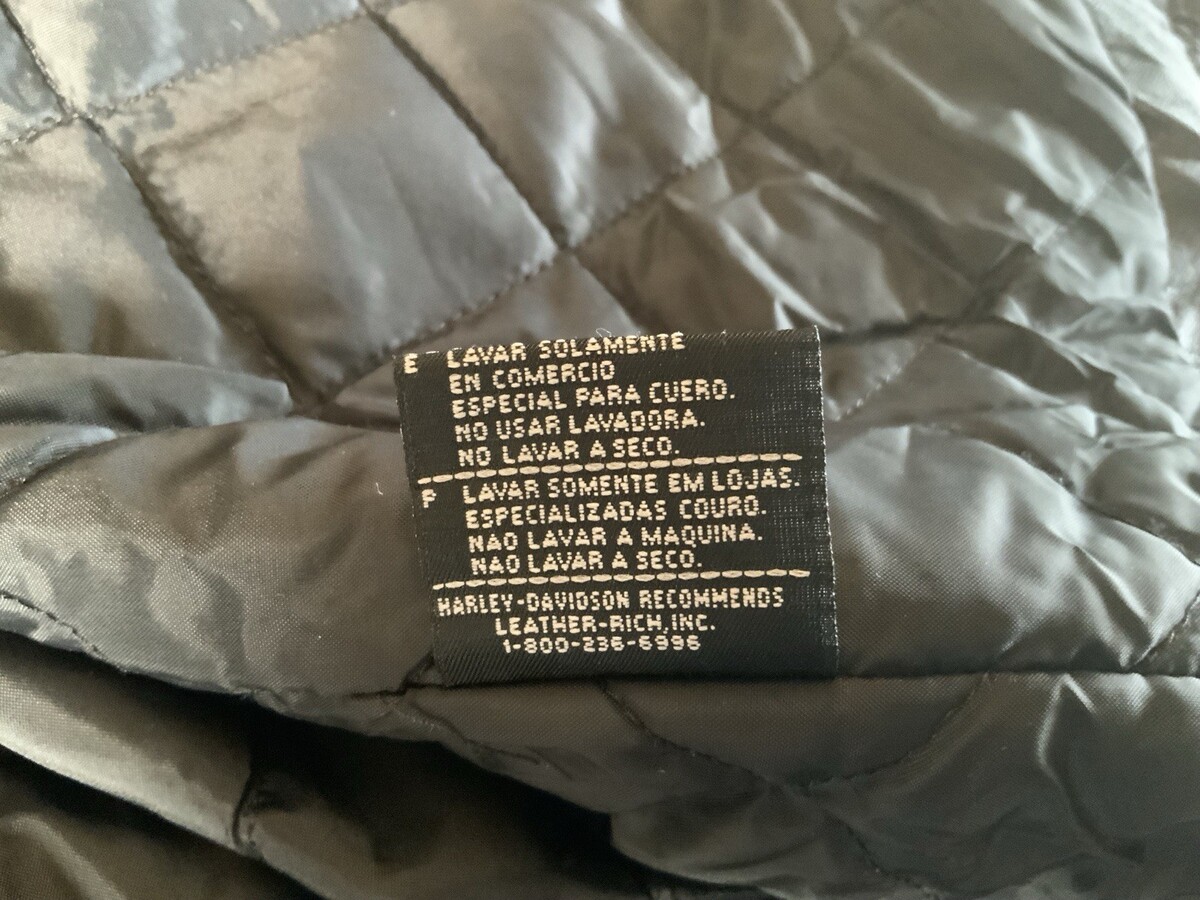 E - LAVAR SOLAMENTE
EN COMERCIO
ESPECIAL PARA CUERO.
NO USAR LAVADORA.
NO LAVAR A SECO.
P LAVAR SOMENTE EM LOJAS.
ESPECIALIZADAS COURO.
NAO LAVAR A MAQUINA.
NAO LAVAR A SECO.
HARLEY-DAVIDSON RECOMMENDS
LEATHER-RICH, INC.
1-800-236-6996